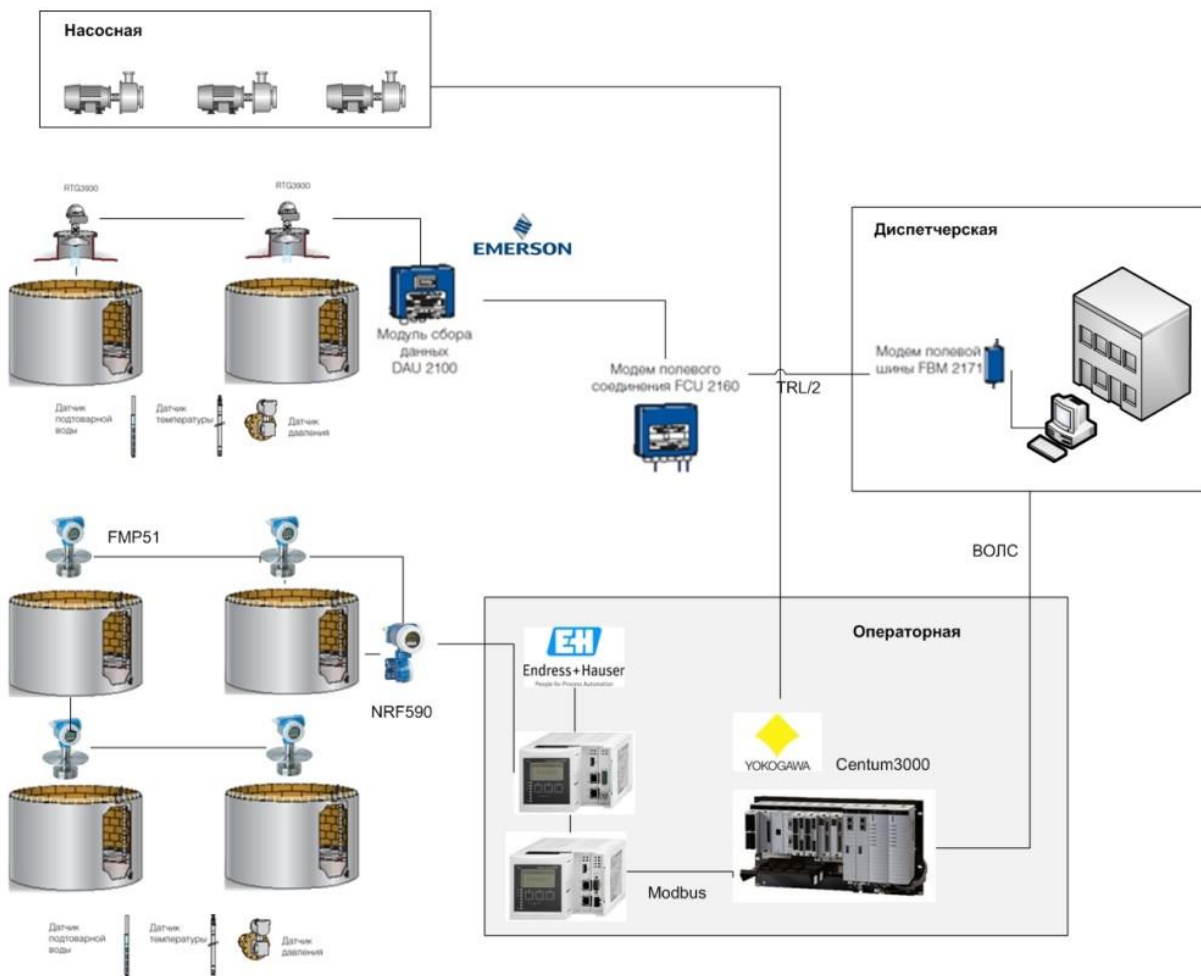 Насосная
RTG3930
RTG3930
EMERSON
Диспетчерская
Модуль сбора
данных
DAU 2100
Модем полевого
соединения FCU 2160
TRL/2
Модем полевой
шины FBM 2171
Датчик
подтоварной
воды
Датчик
температуры
Датчик
давления
FMP51
ВОЛС
Операторная
EH
Endress+Hauser
People for Process Automation
NRF590
YOKOGAWA
Centum3000
Modbus
Датчик
подтоварной
воды
Датчик
температуры
Датчик
давления